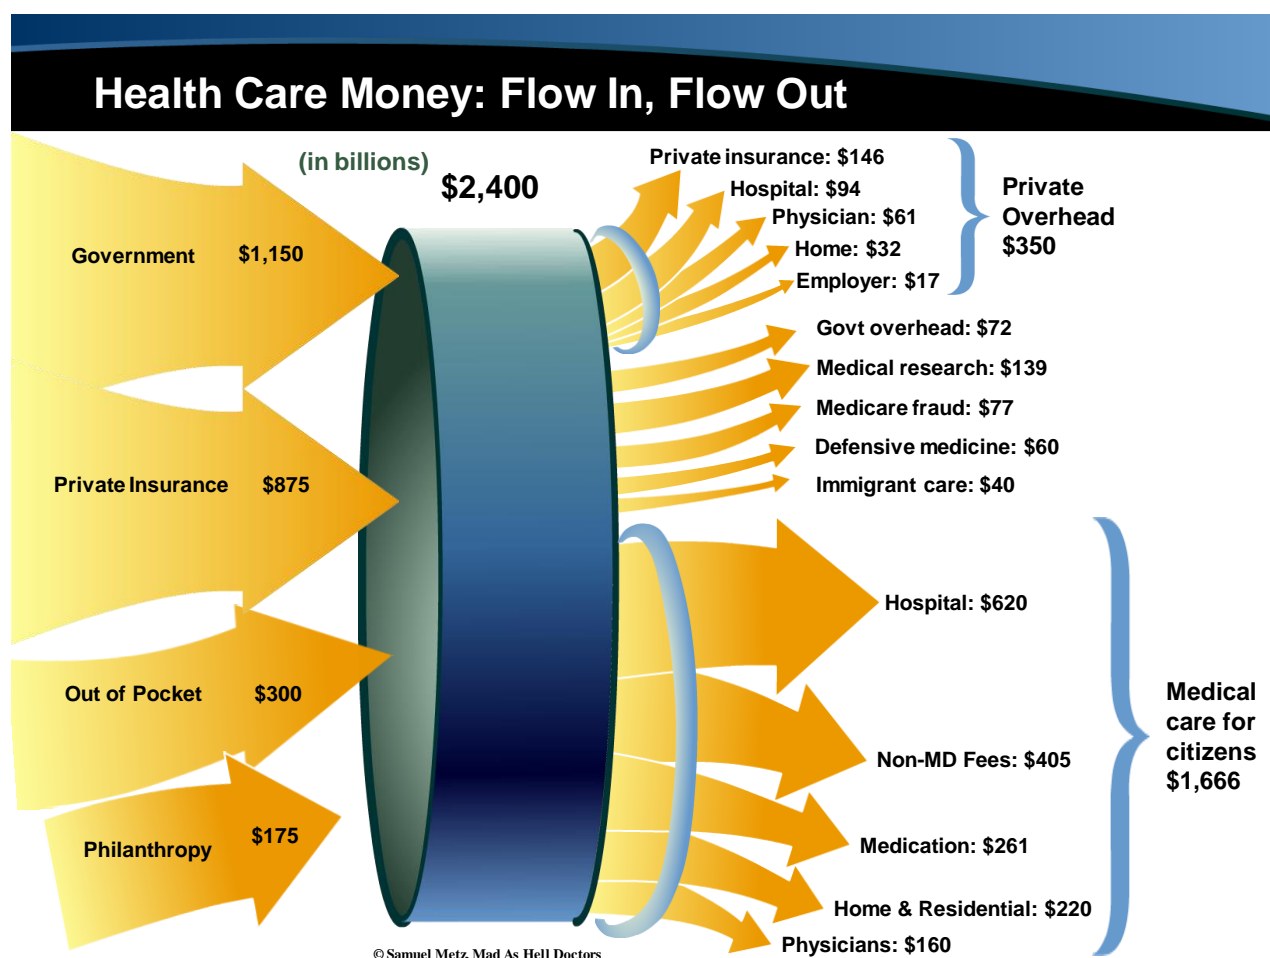 Health Care Money: Flow In, Flow Out
(in billions)
$2,400
Government $1,150
Private Insurance $875
Out of Pocket $300
Philanthropy $175
Private insurance: $146
Hospital: $94
Physician: $61
Home: $32
Employer: $17
Private
Overhead
$350
Govt overhead: $72
Medical research: $139
Medicare fraud: $77
Defensive medicine: $60
Immigrant care: $40
Hospital: $620
Non-MD Fees: $405
Medication: $261
Home & Residential: $220
Physicians: $160
Medical
care for
citizens
$1,666
© Samuel Metz, Mad As Hell Doctors